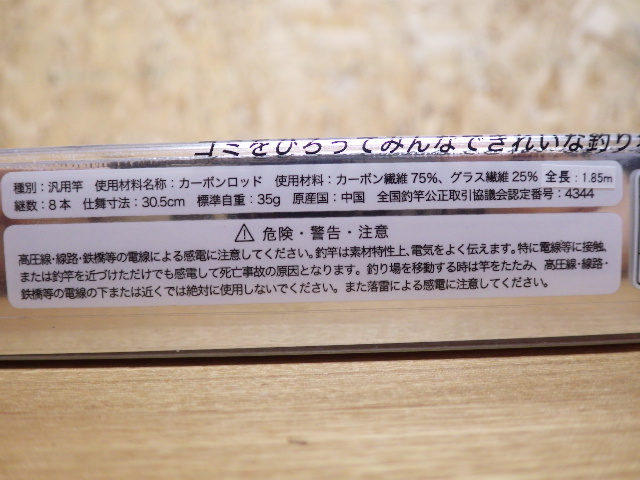 ゴミをひろってみんなできれいな釣り
種別：汎用竿　使用材料名称：カーボンロッド　使用材料：カーボン繊維 75%、グラス繊維 25%　全長：1.85m
継数：8本　仕舞寸法：30.5cm　標準自重：35g　原産国：中国　全国釣竿公正取引協議会認定番号：4344
⚠ 危険・警告・注意
高圧線・線路・鉄橋等の電線による感電に注意してください。釣竿は素材特性上、電気をよく伝えます。特に電線等に接触、
または釣竿を近づけただけでも感電して死亡事故の原因となります。釣り場を移動する時は竿をたたみ、高圧線・線路・
鉄橋等の電線の下または近くでは絶対に使用しないでください。また落雷による感電に注意してください。